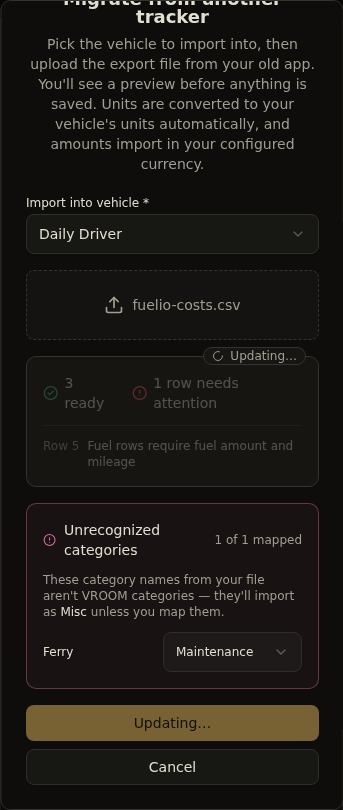 Migrate from another
tracker
Pick the vehicle to import into, then
upload the export file from your old app.
You'll see a preview before anything is
saved. Units are converted to your
vehicle's units automatically, and
amounts import in your configured
currency.
Import into vehicle *
Daily Driver
fuelio-costs.csv
Updating...
3
ready
1 row needs
attention
Row 5 Fuel rows require fuel amount and
mileage
Unrecognized
categories
1 of 1 mapped
These category names from your file
aren't VROOM categories — they'll import
as Misc unless you map them.
Ferry
Maintenance
Updating...
Cancel